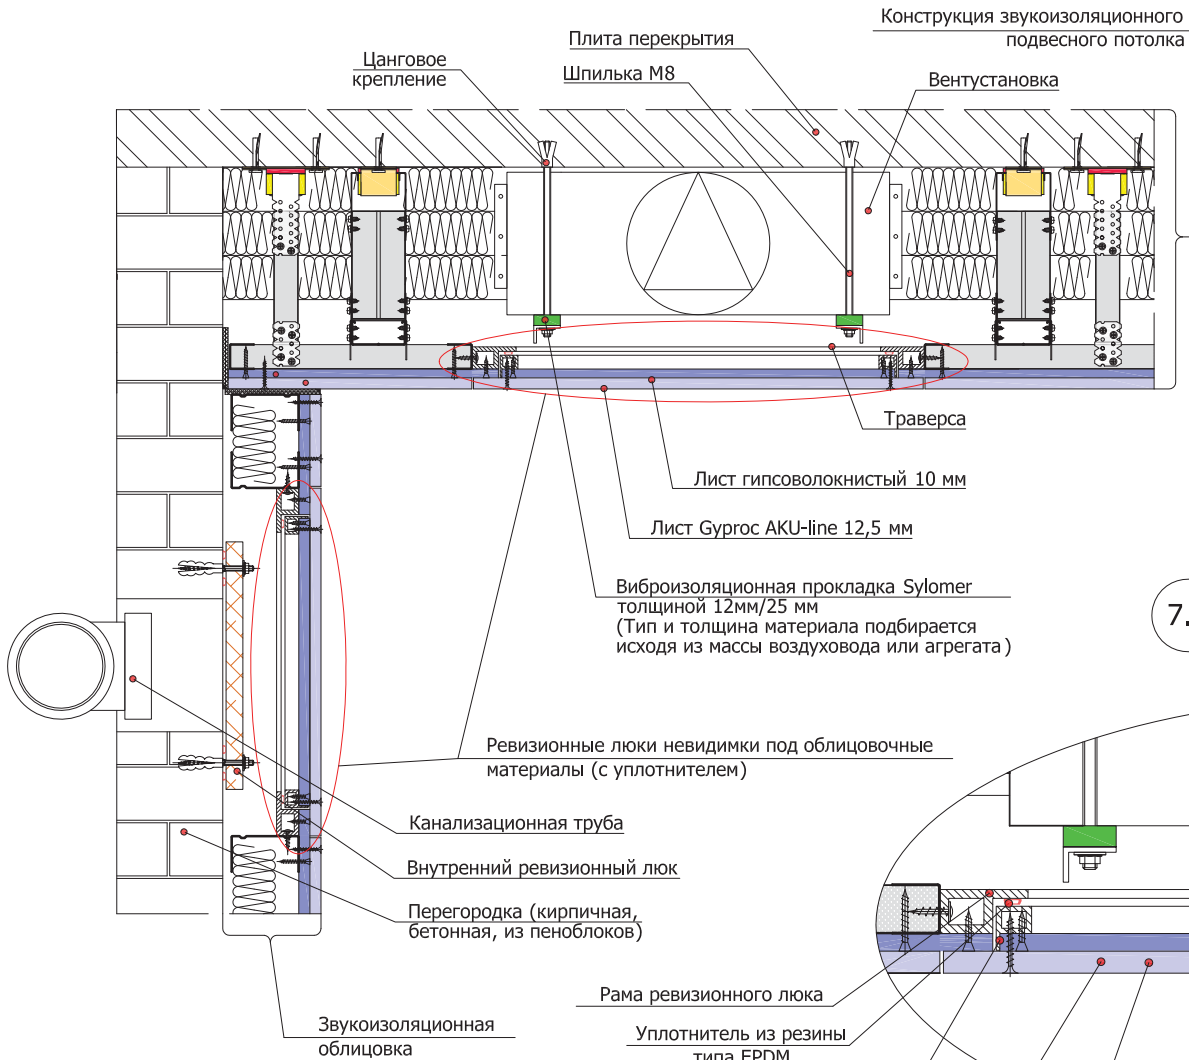 Конструкция звукоизоляционного
подвесного потолка
Плита перекрытия
Цанговое
крепление
Шпилька М8
Вентустановка
Траверса
Лист гипсоволокнистый 10 мм
Лист Gyproc AKU-line 12,5 мм
Виброизоляционная прокладка Sylomer
толщиной 12мм/25 мм
(Тип и толщина материала подбирается
исходя из массы воздуховода или агрегата)
7.
Ревизионные люки невидимки под облицовочные
материалы (с уплотнителем)
Канализационная труба
Внутренний ревизионный люк
Перегородка (кирпичная,
бетонная, из пеноблоков)
Рама ревизионного люка
Звукоизоляционная
облицовка
Уплотнитель из резины
типа EPDM